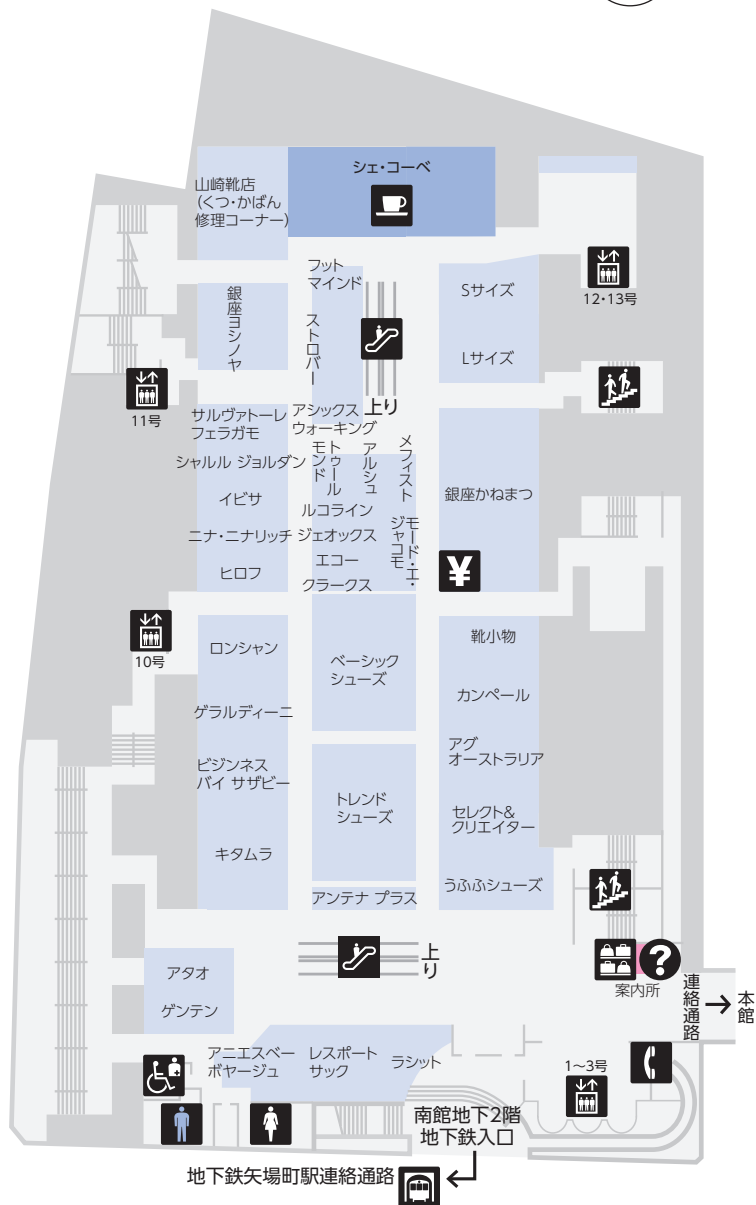 シェ・コーベ
山崎靴店
(くつ・かばん
修理コーナー)
フット
マインド
銀座ヨシノヤ
ストロバー
Sサイズ
Lサイズ
12・13号
11号
上り
サルヴァトーレ
フェラガモ
アシックス
ウォーキング
シャルル ジョルダン
トゥール
モンド
アルシュ
メフィスト
イビサ
ルコライン
銀座かねまつ
ニナ・ニナリッチ
ジェオックス
モード・エ・
ジャコモ
エコー
ヒロフ
クラークス
¥
10号
ロンシャン
ベーシック
シューズ
靴小物
ゲラルディーニ
カンペール
ビジンネス
バイ サザビー
アグ
オーストラリア
トレンド
シューズ
セレクト&
クリエイター
キタムラ
アンテナ プラス
うふふシューズ
上り
アタオ
ゲンテン
?
案内所
連絡通路
→
本館
アニエスベー
ボヤージュ
レスポート
サック
ラシット
1〜3号
南館地下2階
地下鉄入口
地下鉄矢場町駅連絡通路